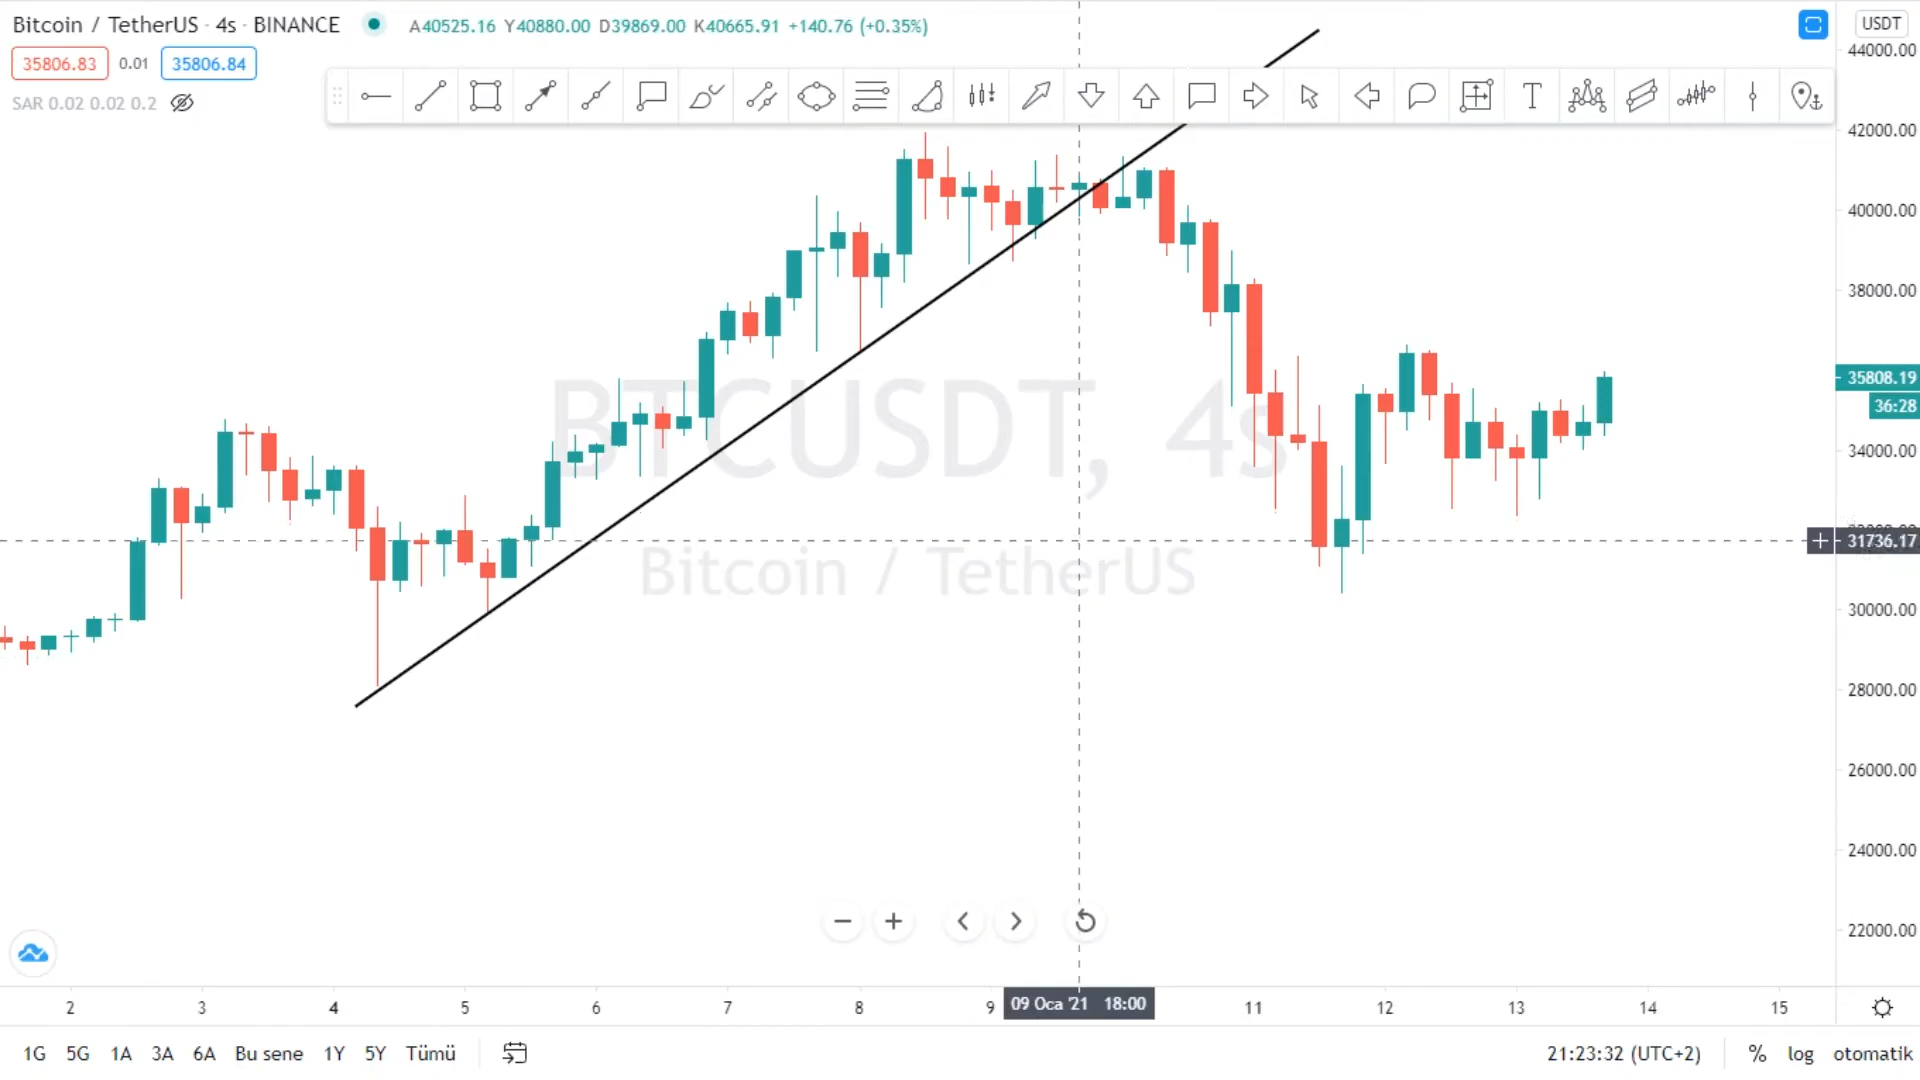 Bitcoin / TetherUS · 4s · BINANCE A40525.16 Y40880.00 D39869.00 K40665.91 +140.76 (+0.35%)
USDT
35806.83 0.01 35806.84
SAR 0.02 0.02 0.2
44000.00
42000.00
40000.00
38000.00
35808.19
36:28
34000.00
31736.17
30000.00
28000.00
26000.00
24000.00
22000.00
BTCUSDT, 4s
Bitcoin / TetherUS
2 3 4 5 6 7 8 9 09 Oca '21 18:00 11 12 13 14 15
1G 5G 1A 3A 6A Bu sene 1Y 5Y Tümü 21:23:32 (UTC+2) % log otomatik